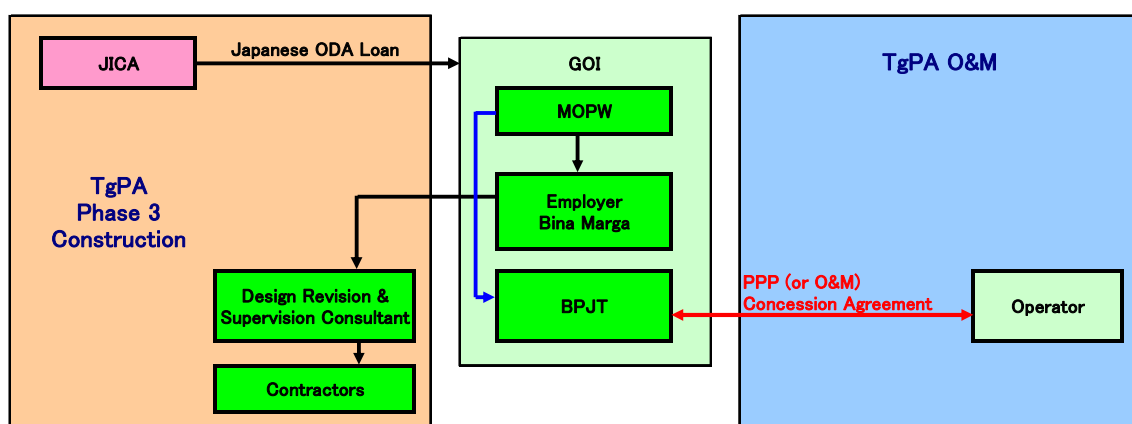 JICA
Japanese ODA Loan
GOI
TgPA O&M
MOPW
TgPA
Phase 3
Construction
Employer
Bina Marga
Design Revision &
Supervision Consultant
BPJT
PPP (or O&M)
Concession Agreement
Operator
Contractors